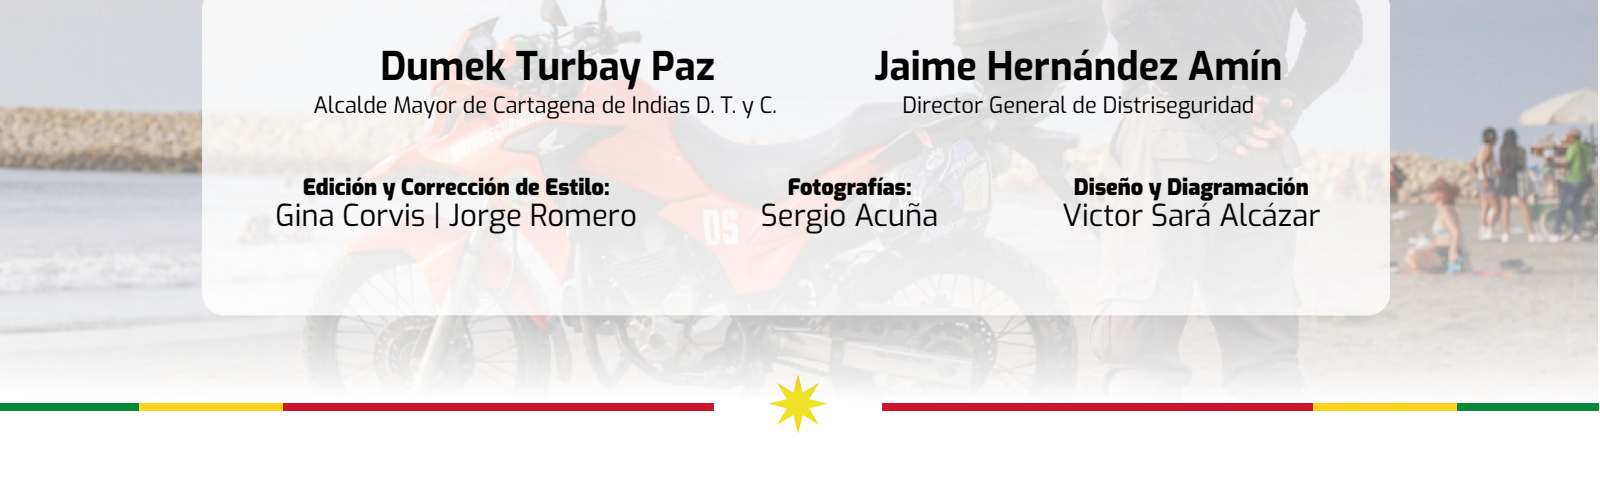 Dumek Turbay Paz
Alcalde Mayor de Cartagena de Indias D. T. y C.
Jaime Hernández Amín
Director General de Distriseguridad
Edición y Corrección de Estilo:
Gina Corvis | Jorge Romero
Fotografías:
Sergio Acuña
Diseño y Diagramación
Victor Sará Alcázar
DS